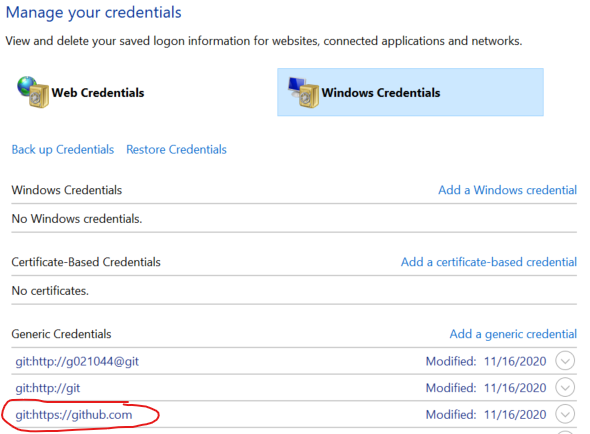 Manage your credentials
View and delete your saved logon information for websites, connected applications and networks.
Web Credentials
Windows Credentials
Back up Credentials Restore Credentials
Windows Credentials Add a Windows credential
No Windows credentials.
Certificate-Based Credentials Add a certificate-based credential
No certificates.
Generic Credentials Add a generic credential
git:http://g021044@git Modified: 11/16/2020
git:http://git Modified: 11/16/2020
git:https://github.com Modified: 11/16/2020